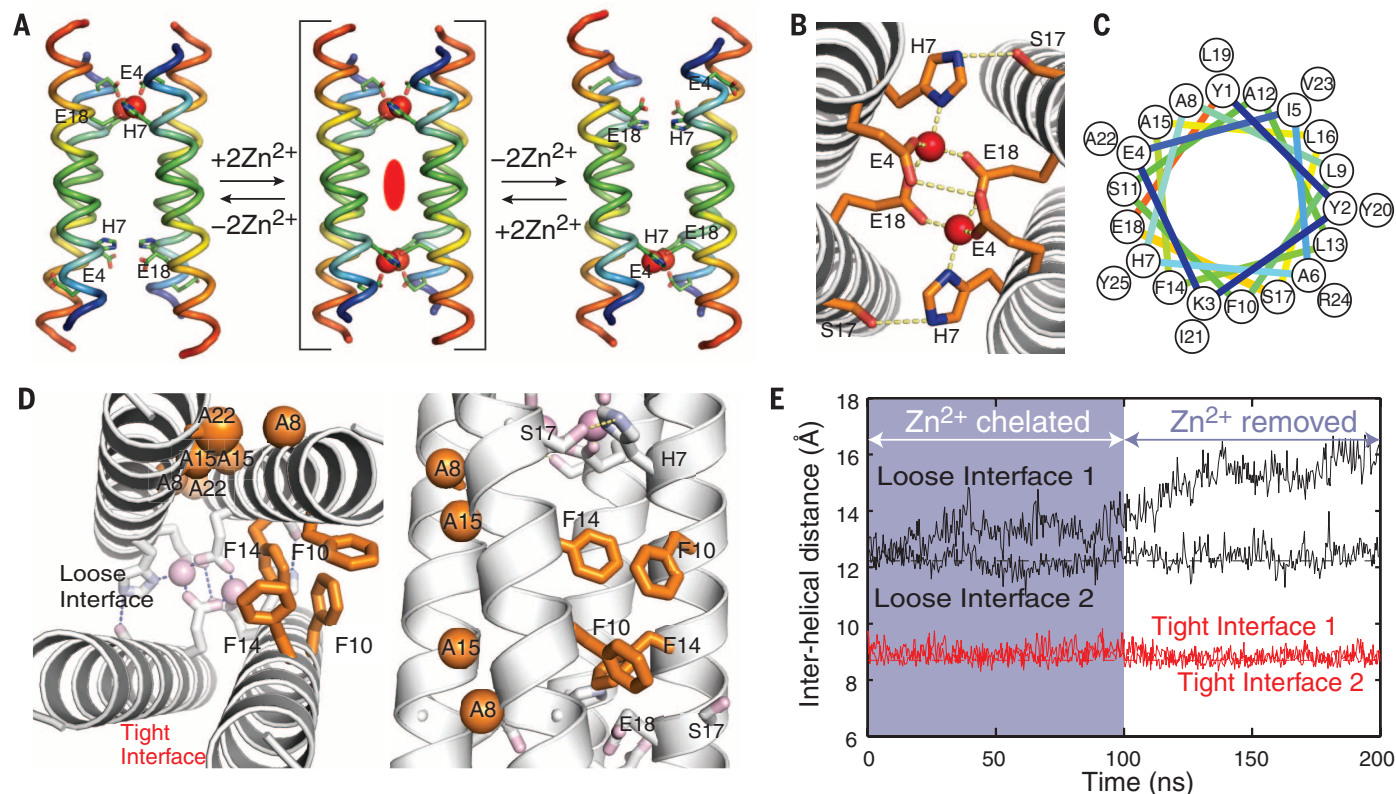 A
E4
E18
H7
H7
E4
E18
+2Zn2+
−2Zn2+
H7
E18
E4
−2Zn2+
+2Zn2+
E4
E18
H7
B
H7
S17
E4
E18
E18
E4
S17
H7
C
L19
Y1
A12
V23
A8
I5
A15
L16
A22
E4
L9
S11
Y2
Y20
E18
L13
H7
A6
Y25
F14
K3
F10
S17
R24
I21
D
A22
A8
A15
A15
A8
A22
F14
F10
Loose
Interface
F14
F10
Tight
Interface
S17
H7
A8
A15
F14
F10
F10
F14
A15
A8
E18
S17
E
Inter-helical distance (Å)
18
16
14
12
10
8
6
Zn2+ chelated
Zn2+ removed
Loose Interface 1
Loose Interface 2
Tight Interface 1
Tight Interface 2
0
50
100
150
200
Time (ns)